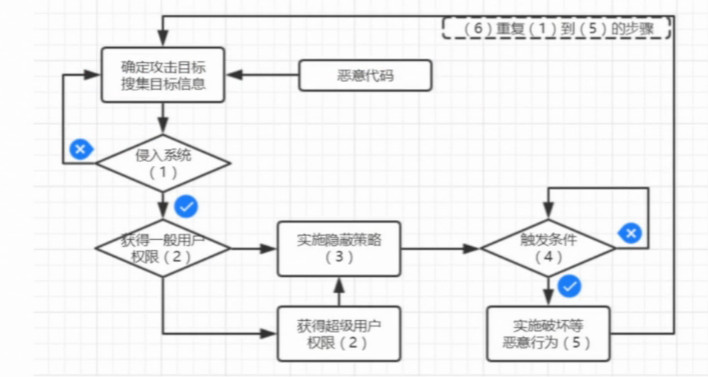 （6）重复（1）到（5）的步骤
确定攻击目标
搜集目标信息
恶意代码
侵入系统
（1）
获得一般用户
权限（2）
实施隐蔽策略
（3）
触发条件
（4）
获得超级用户
权限（2）
实施破坏等
恶意行为（5）